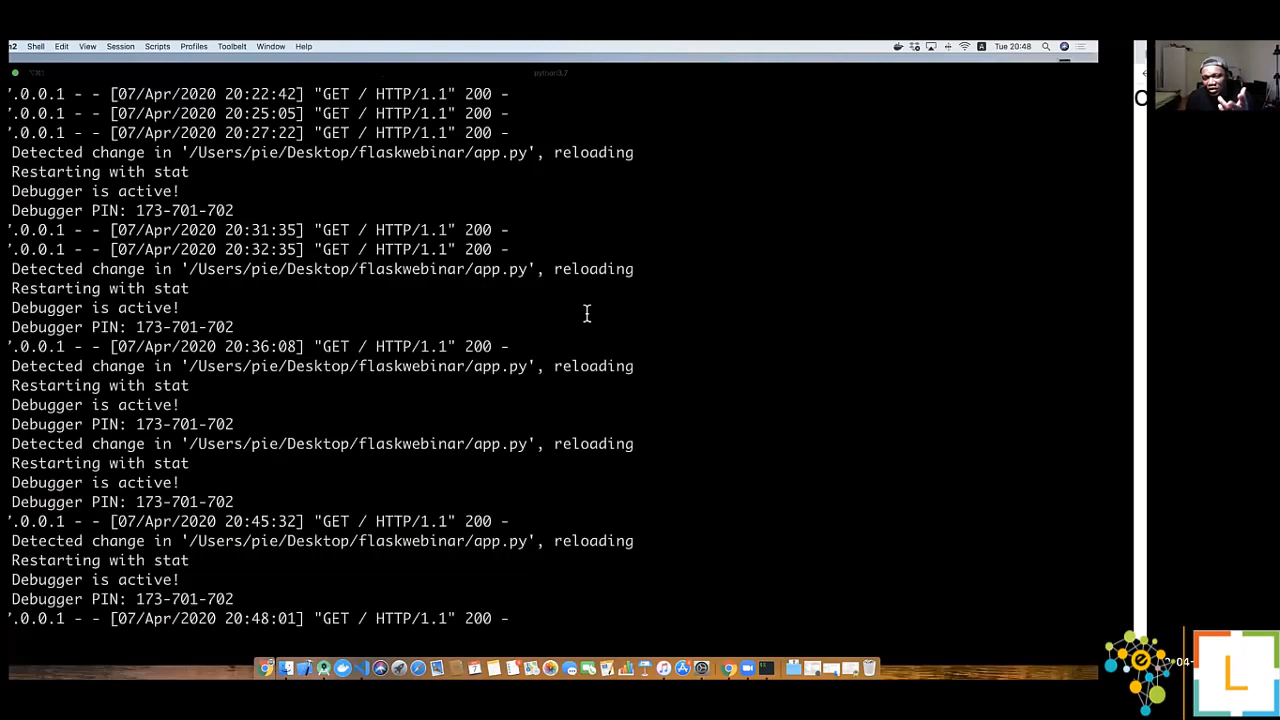 Shell Edit View Session Scripts Profiles Toolbelt Window Help
Tue 20:48
python3.7
.0.0.1 - - [07/Apr/2020 20:22:42] "GET / HTTP/1.1" 200 -
.0.0.1 - - [07/Apr/2020 20:25:05] "GET / HTTP/1.1" 200 -
.0.0.1 - - [07/Apr/2020 20:27:22] "GET / HTTP/1.1" 200 -
Detected change in '/Users/pie/Desktop/flaskwebinar/app.py', reloading
Restarting with stat
Debugger is active!
Debugger PIN: 173-701-702
.0.0.1 - - [07/Apr/2020 20:31:35] "GET / HTTP/1.1" 200 -
.0.0.1 - - [07/Apr/2020 20:32:35] "GET / HTTP/1.1" 200 -
Detected change in '/Users/pie/Desktop/flaskwebinar/app.py', reloading
Restarting with stat
Debugger is active!
Debugger PIN: 173-701-702
.0.0.1 - - [07/Apr/2020 20:36:08] "GET / HTTP/1.1" 200 -
Detected change in '/Users/pie/Desktop/flaskwebinar/app.py', reloading
Restarting with stat
Debugger is active!
Debugger PIN: 173-701-702
Detected change in '/Users/pie/Desktop/flaskwebinar/app.py', reloading
Restarting with stat
Debugger is active!
Debugger PIN: 173-701-702
.0.0.1 - - [07/Apr/2020 20:45:32] "GET / HTTP/1.1" 200 -
Detected change in '/Users/pie/Desktop/flaskwebinar/app.py', reloading
Restarting with stat
Debugger is active!
Debugger PIN: 173-701-702
.0.0.1 - - [07/Apr/2020 20:48:01] "GET / HTTP/1.1" 200 -
L